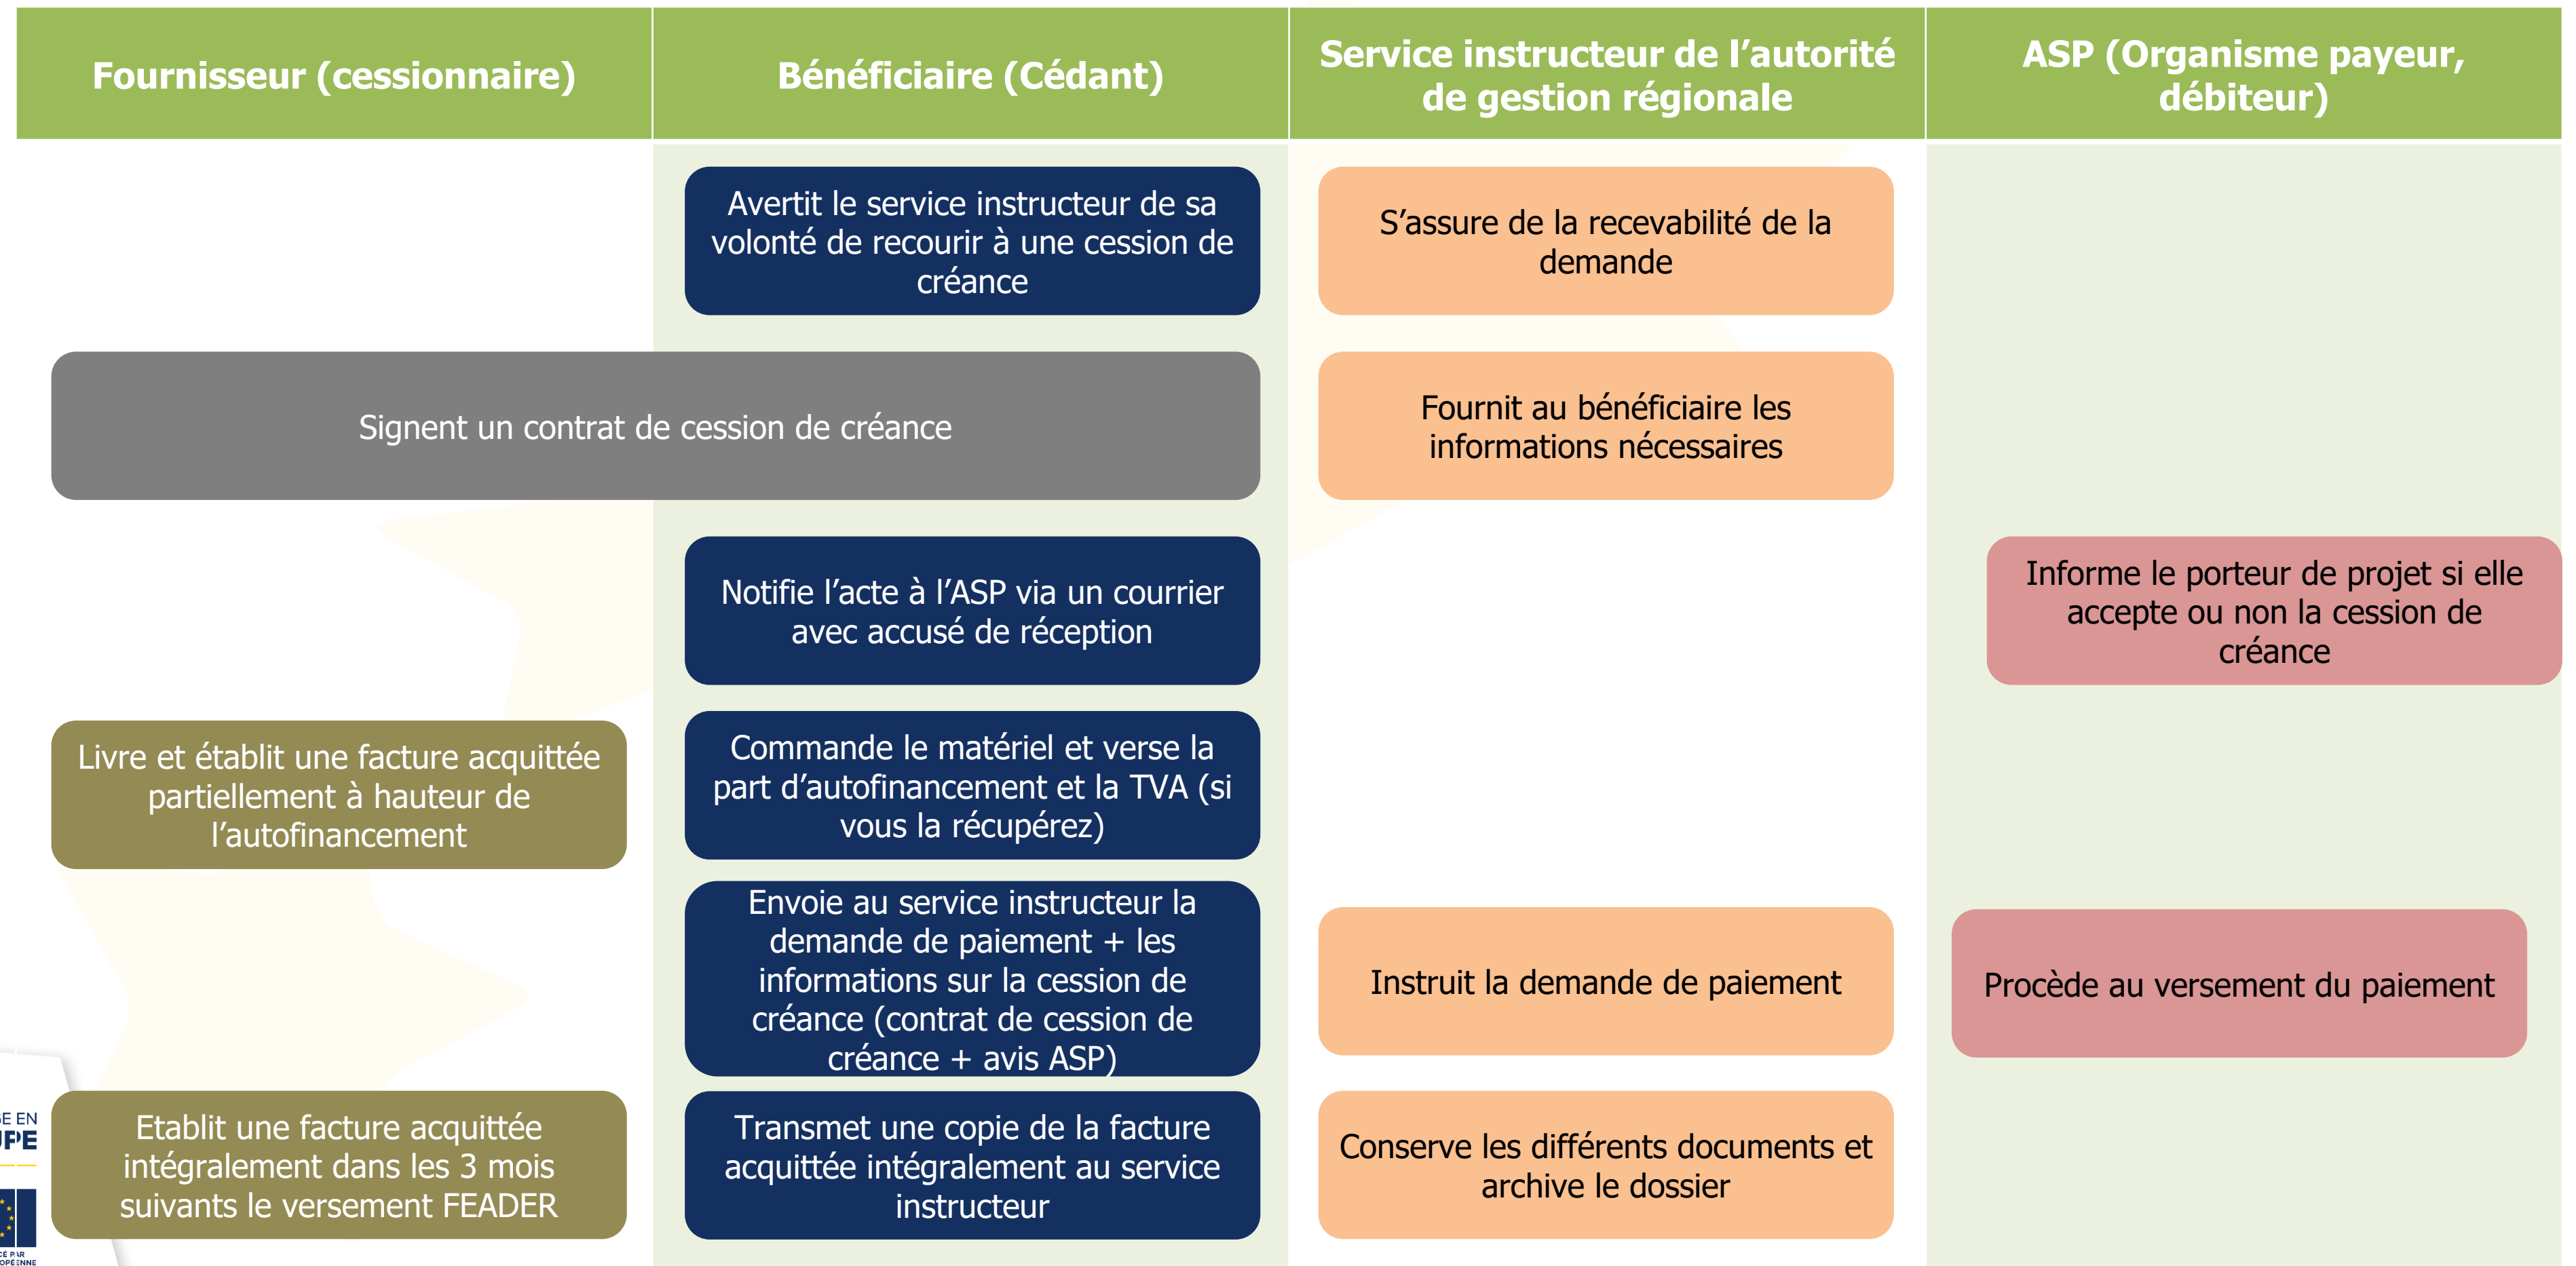 Fournisseur (cessionnaire)
Bénéficiaire (Cédant)
Service instructeur de l’autorité
de gestion régionale
ASP (Organisme payeur,
débiteur)
Avertit le service instructeur de sa
volonté de recourir à une cession de
créance
S’assure de la recevabilité de la
demande
Signent un contrat de cession de créance
Fournit au bénéficiaire les
informations nécessaires
Notifie l’acte à l’ASP via un courrier
avec accusé de réception
Informe le porteur de projet si elle
accepte ou non la cession de
créance
Livre et établit une facture acquittée
partiellement à hauteur de
l’autofinancement
Commande le matériel et verse la
part d’autofinancement et la TVA (si
vous la récupérez)
Envoie au service instructeur la
demande de paiement + les
informations sur la cession de
créance (contrat de cession de
créance + avis ASP)
Instruit la demande de paiement
Procède au versement du paiement
Etablit une facture acquittée
intégralement dans les 3 mois
suivants le versement FEADER
Transmet une copie de la facture
acquittée intégralement au service
instructeur
Conserve les différents documents et
archive le dossier
EN
PAR